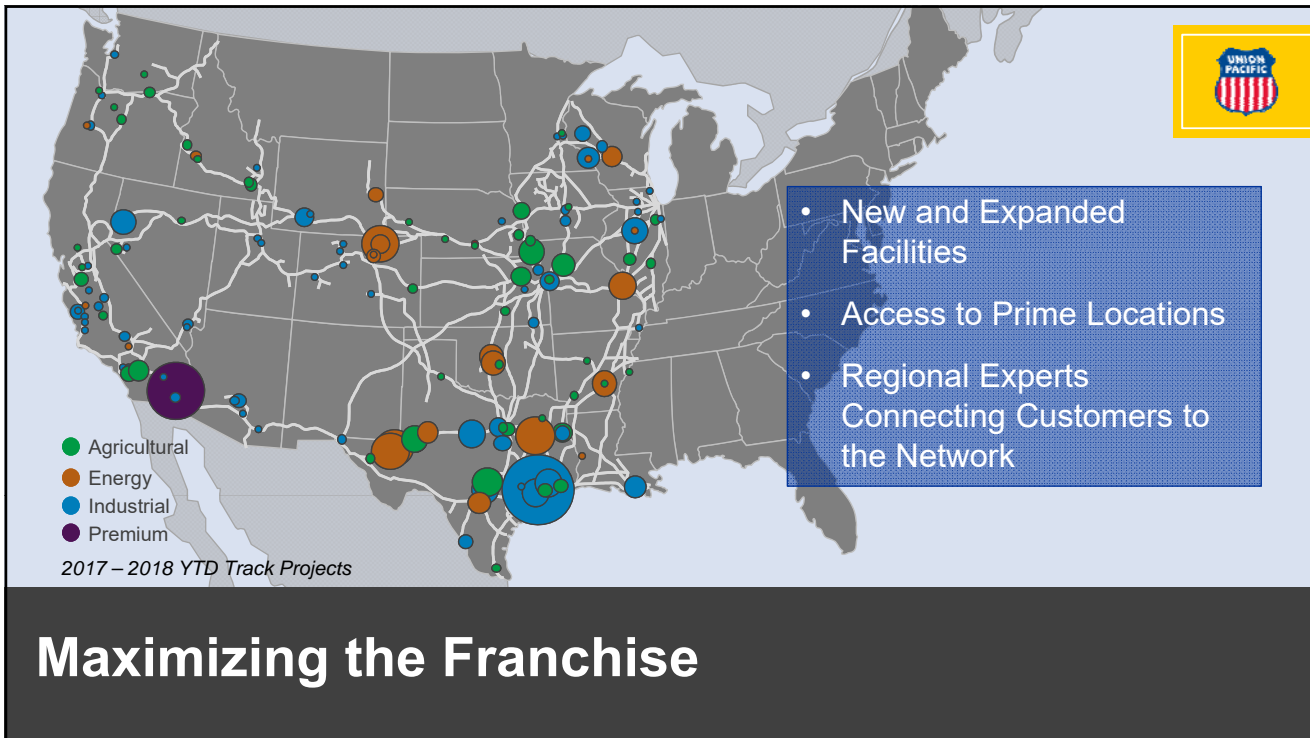 UNION
PACIFIC
• New and Expanded
Facilities
• Access to Prime Locations
• Regional Experts
Connecting Customers to
the Network
Agricultural
Energy
Industrial
Premium
2017 – 2018 YTD Track Projects
Maximizing the Franchise